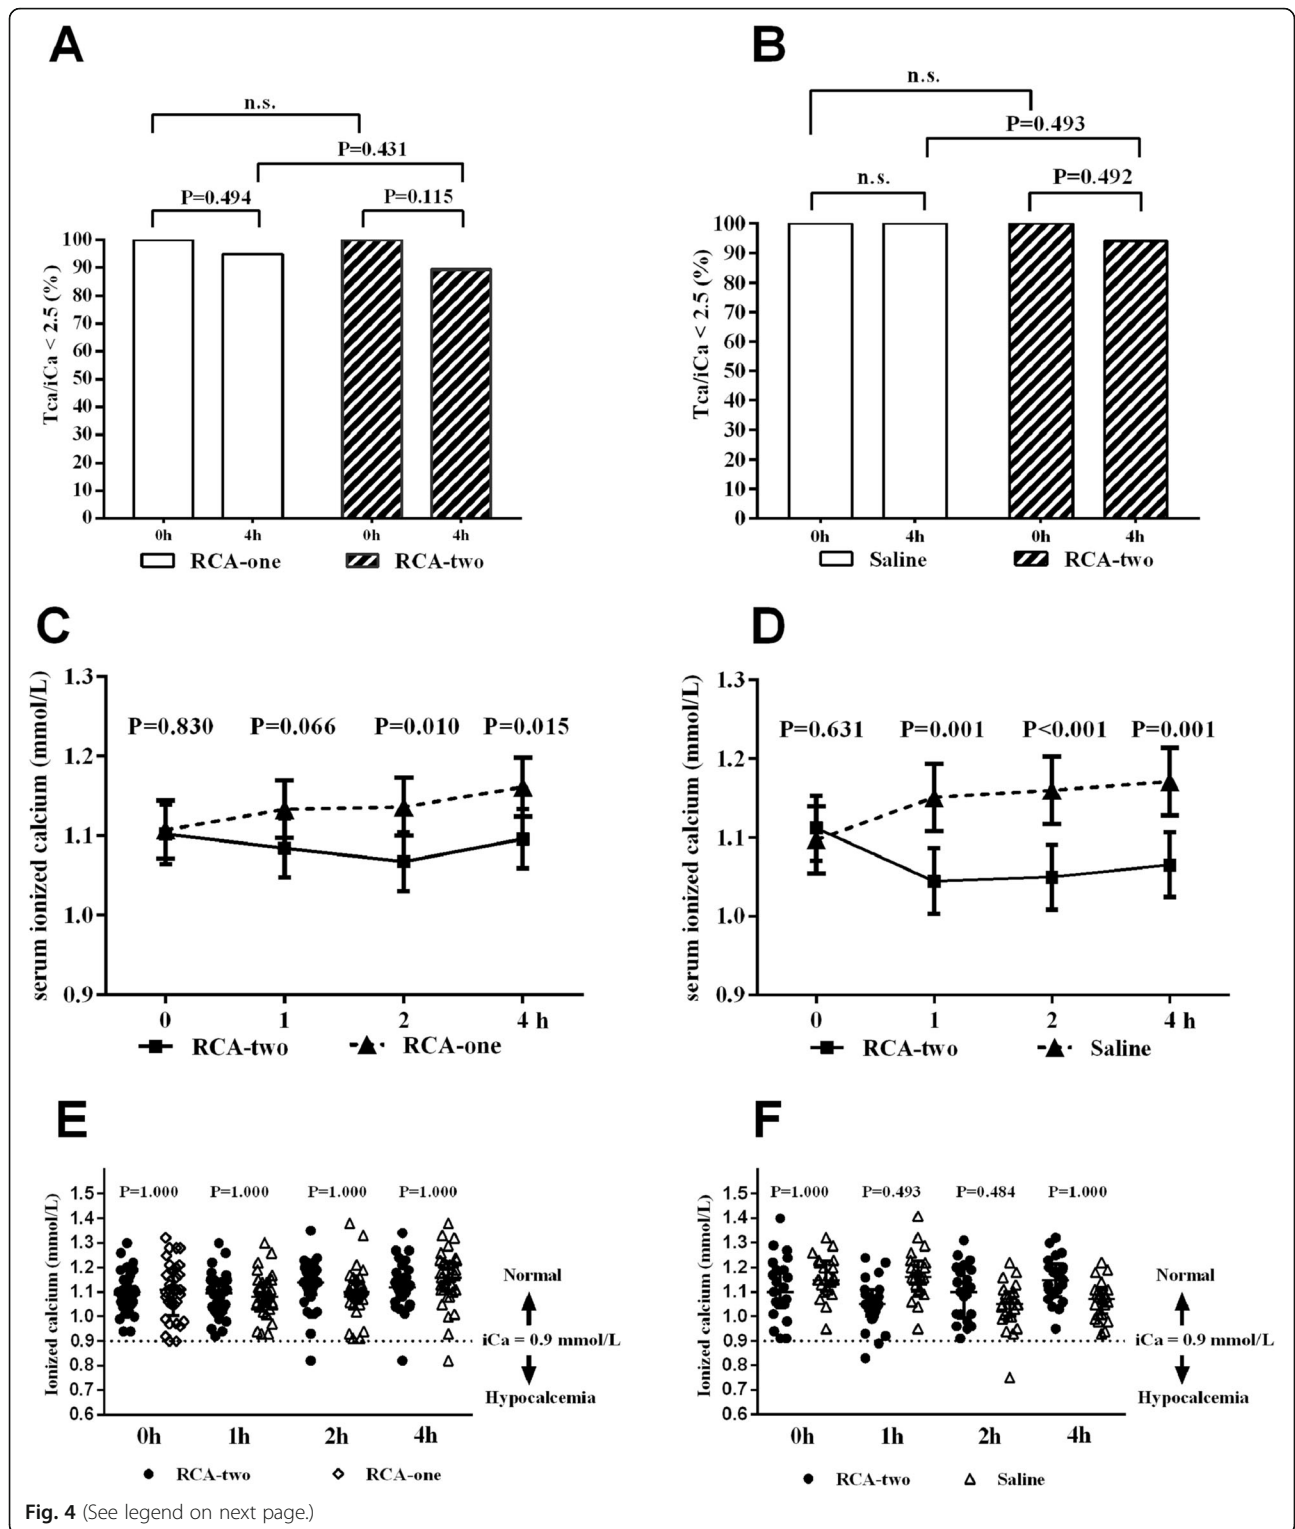 A
n.s.
P=0.431
P=0.494 P=0.115
Tca/iCa < 2.5 (%)
100
90
80
70
60
50
40
30
20
10
0
0h 4h 0h 4h
RCA-one RCA-two
B
n.s.
P=0.493
n.s. P=0.492
Tca/iCa < 2.5 (%)
100
90
80
70
60
50
40
30
20
10
0
0h 4h 0h 4h
Saline RCA-two
C
serum ionized calcium (mmol/L)
1.3
1.2
1.1
1.0
0.9
P=0.830 P=0.066 P=0.010 P=0.015
0 1 2 4 h
RCA-two RCA-one
D
serum ionized calcium (mmol/L)
1.3
1.2
1.1
1.0
0.9
P=0.631 P=0.001 P<0.001 P=0.001
0 1 2 4 h
RCA-two Saline
E
Ionized calcium (mmol/L)
1.5
1.4
1.3
1.2
1.1
1.0
0.9
0.8
0.7
0.6
P=1.000 P=1.000 P=1.000 P=1.000
Normal
iCa = 0.9 mmol/L
Hypocalcemia
0h 1h 2h 4h
RCA-two RCA-one
F
Ionized calcium (mmol/L)
1.5
1.4
1.3
1.2
1.1
1.0
0.9
0.8
0.7
0.6
P=1.000 P=0.493 P=0.484 P=1.000
Normal
iCa = 0.9 mmol/L
Hypocalcemia
0h 1h 2h 4h
RCA-two Saline
Fig. 4 (See legend on next page.)